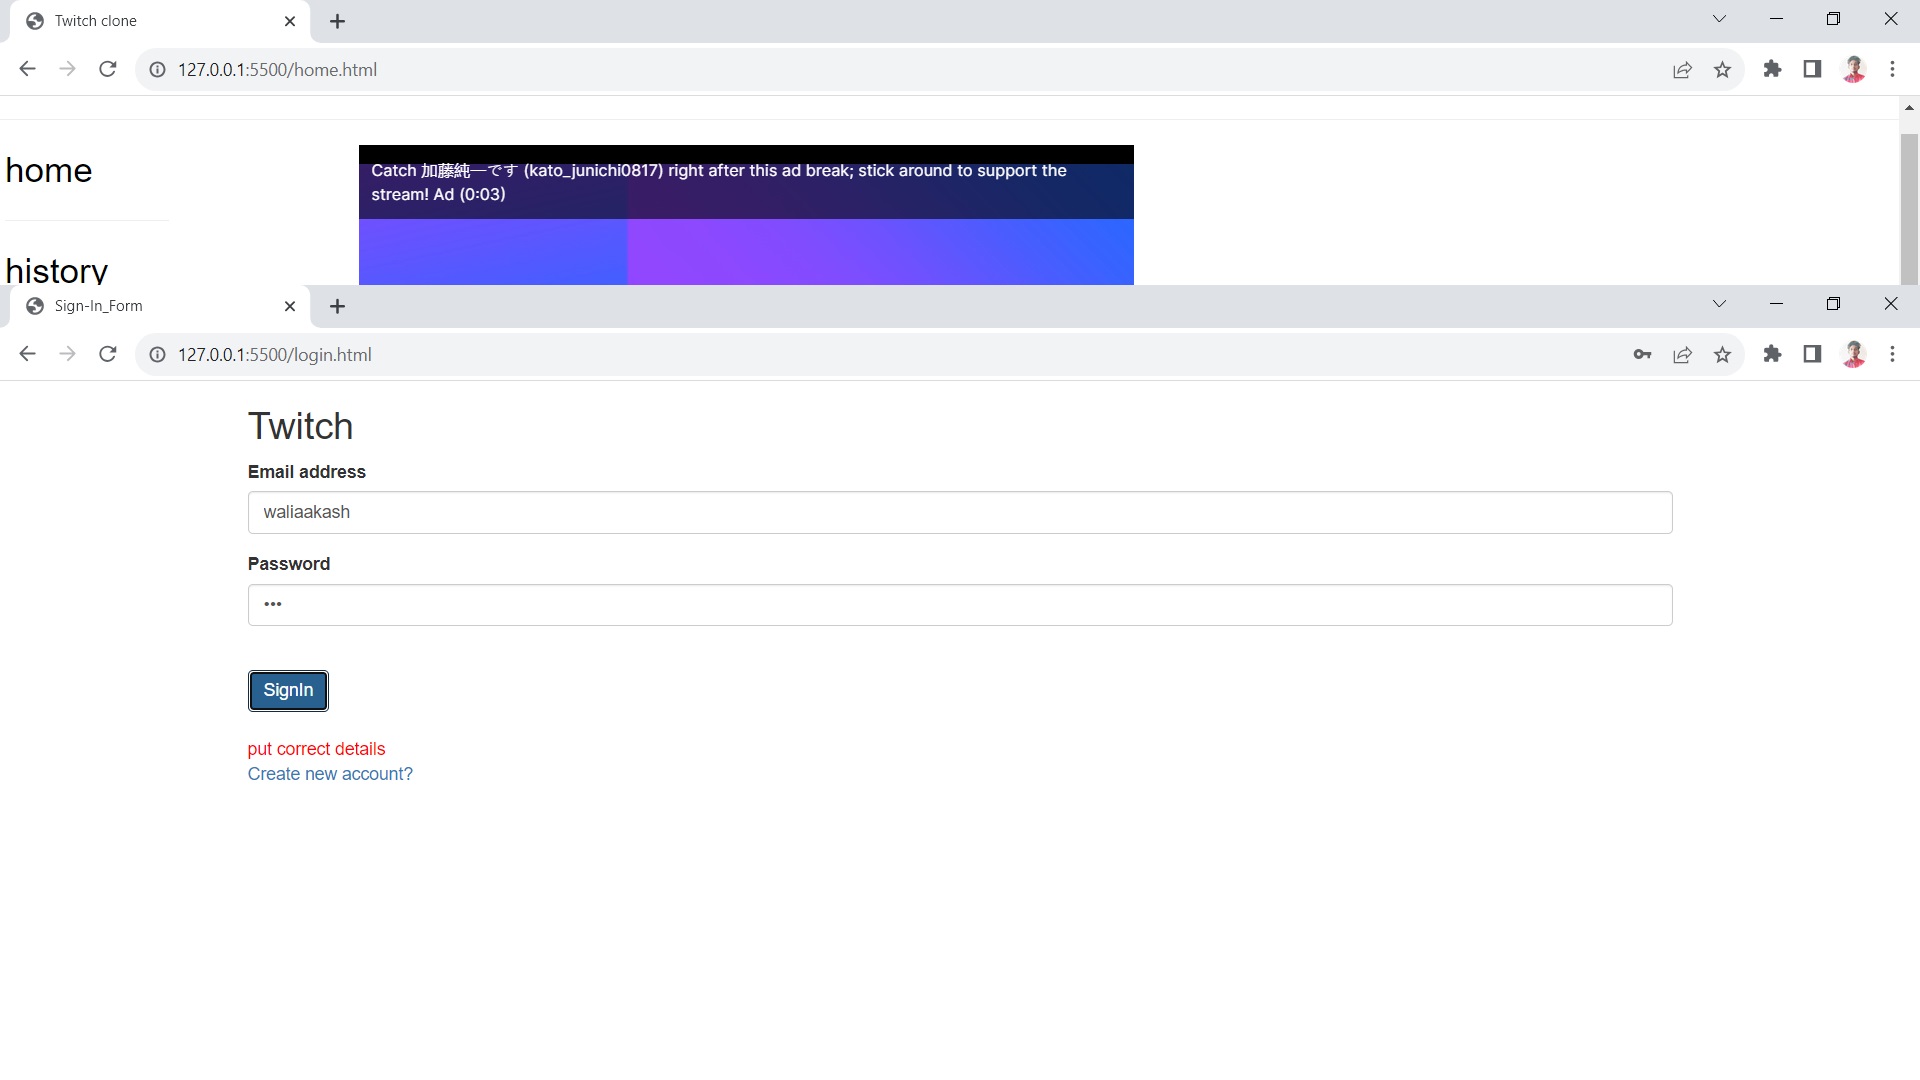 Twitch clone
127.0.0.1:5500/home.html
home
Catch 加藤純一です (kato_junichi0817) right after this ad break; stick around to support the
stream! Ad (0:03)
history
Sign-In_Form
127.0.0.1:5500/login.html
Twitch
Email address
waliaakash
Password
•••
SignIn
put correct details
Create new account?